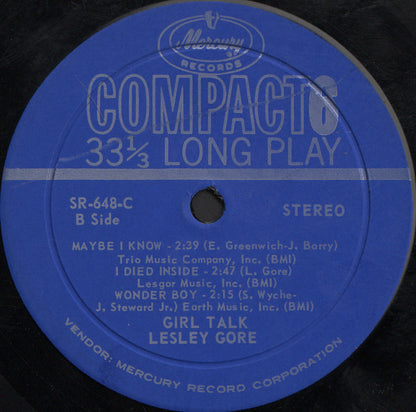 Mercury
RECORDS
COMPACT 6
33 1/3 LONG PLAY
SR-648-C
B Side
STEREO
MAYBE I KNOW - 2:39 (E. Greenwich-J. Barry)
Trio Music Company, Inc. (BMI)
I DIED INSIDE - 2:47 (L. Gore)
Lesgor Music, Inc. (BMI)
WONDER BOY - 2:15 (S. Wyche-
J. Steward Jr.) Earth Music, Inc. (BMI)
GIRL TALK
LESLEY GORE
VENDOR: MERCURY RECORD CORPORATION